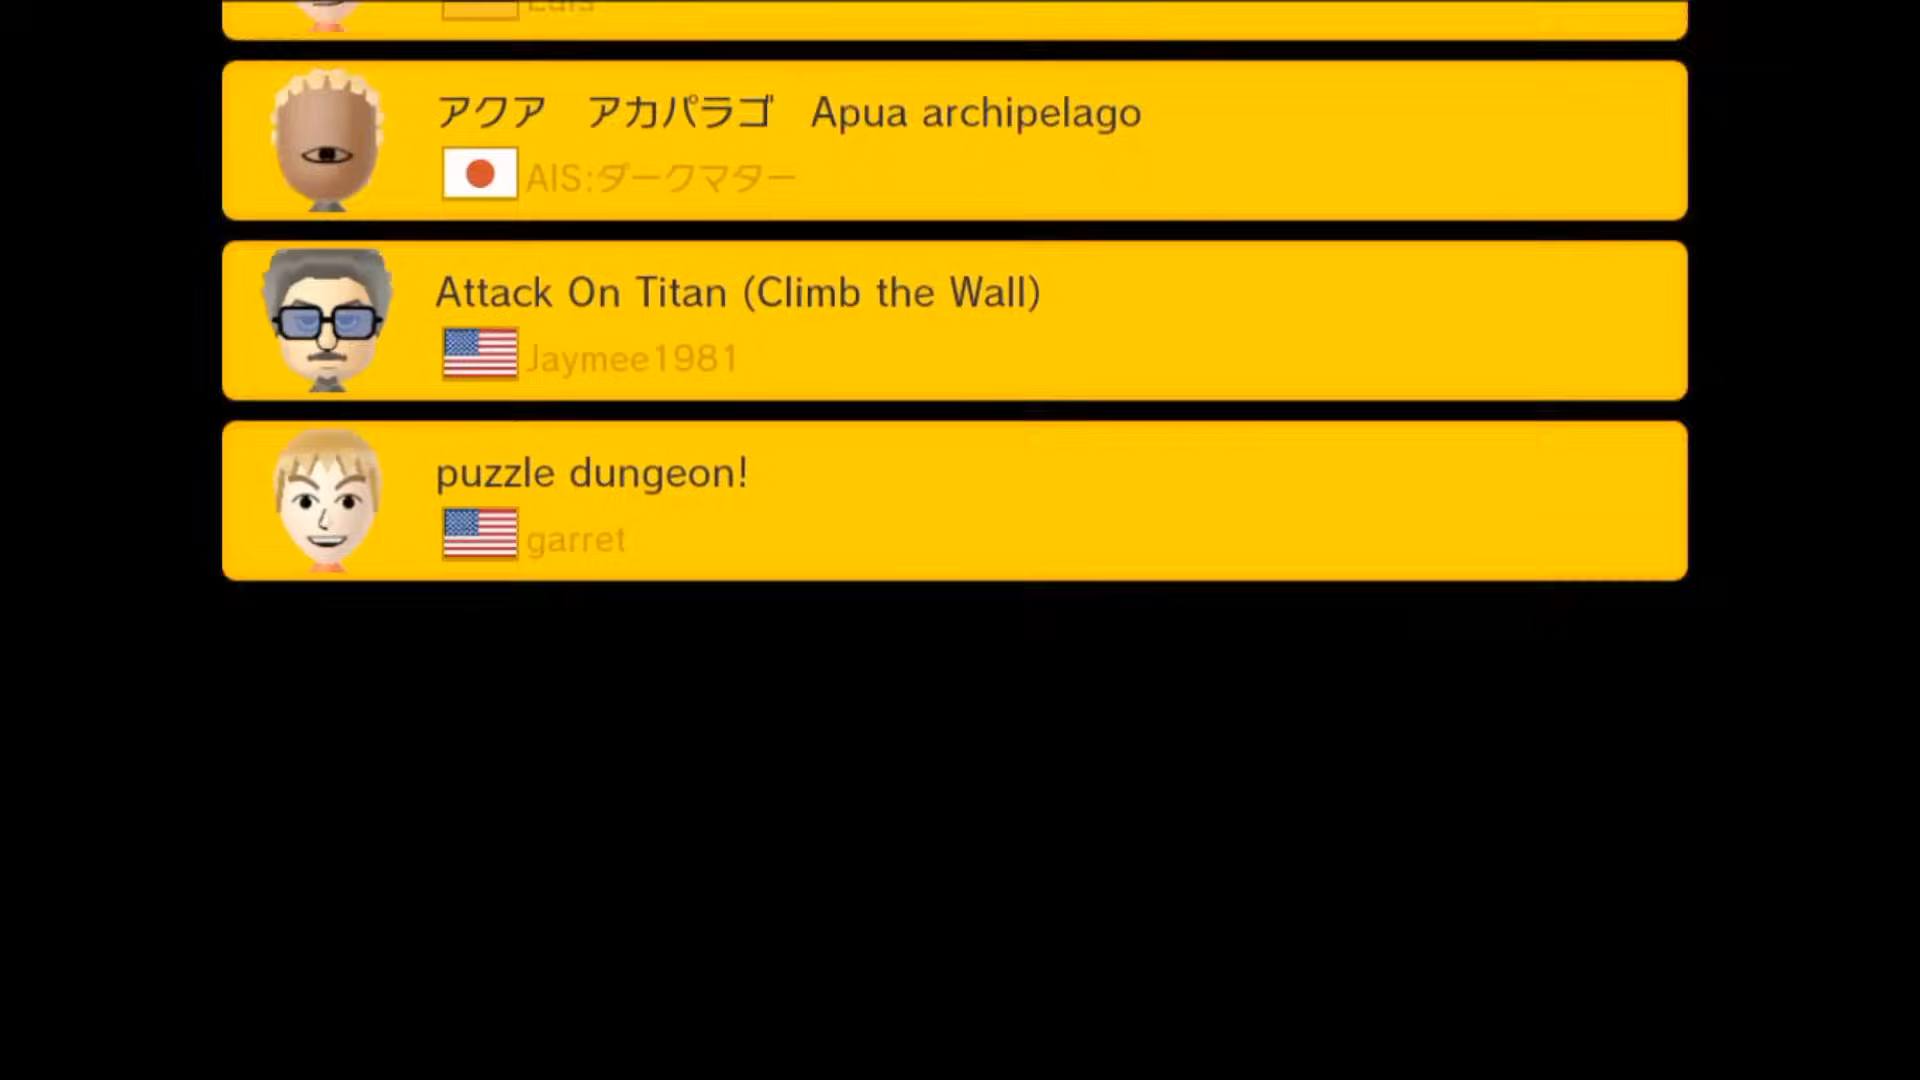 アクア　アカパラゴ　Apua archipelago
AIS:ダークマター
Attack On Titan (Climb the Wall)
Jaymee1981
puzzle dungeon!
garret